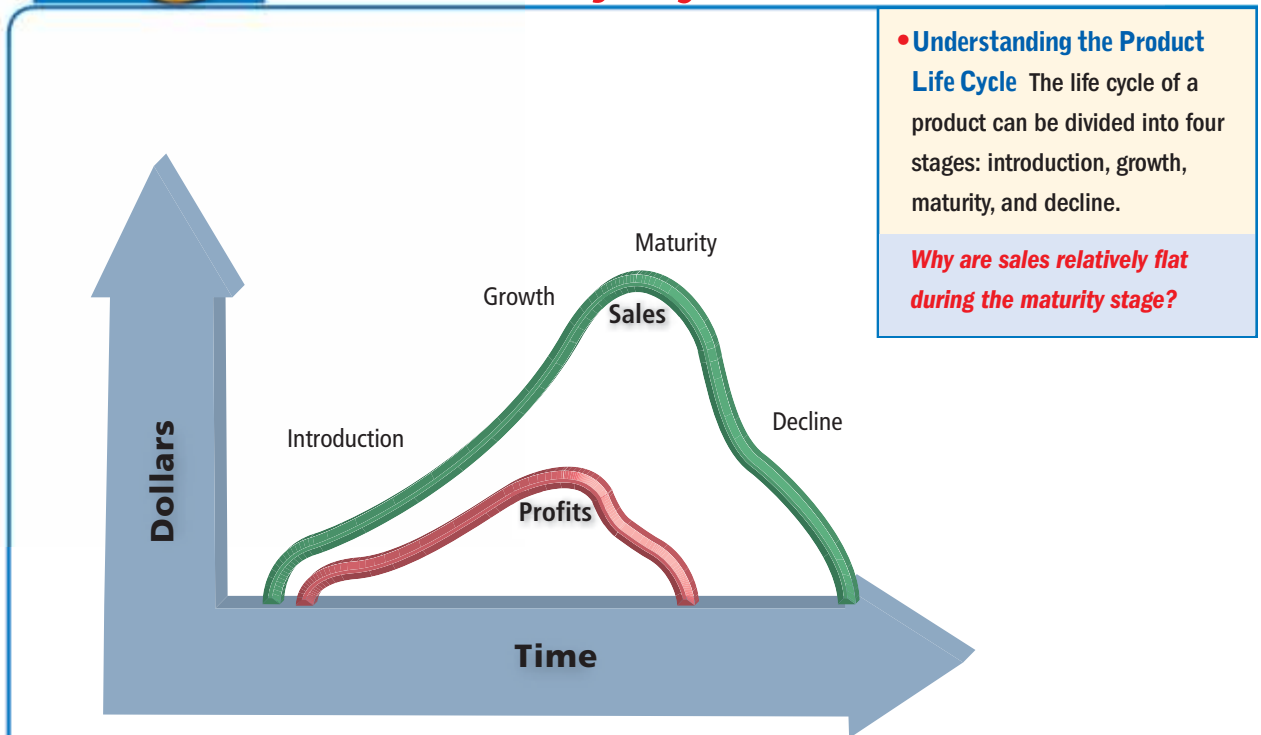 • Understanding the Product
Life Cycle The life cycle of a
product can be divided into four
stages: introduction, growth,
maturity, and decline.
Why are sales relatively flat
during the maturity stage?
Maturity
Growth
Sales
Introduction
Decline
Profits
Dollars
Time